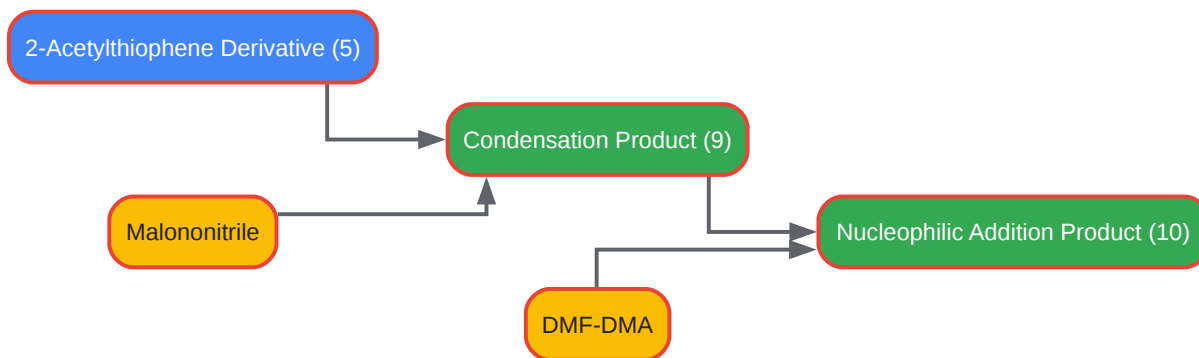 2-Acetylthiophene Derivative (5)
Condensation Product (9)
Malononitrile
Nucleophilic Addition Product (10)
DMF-DMA